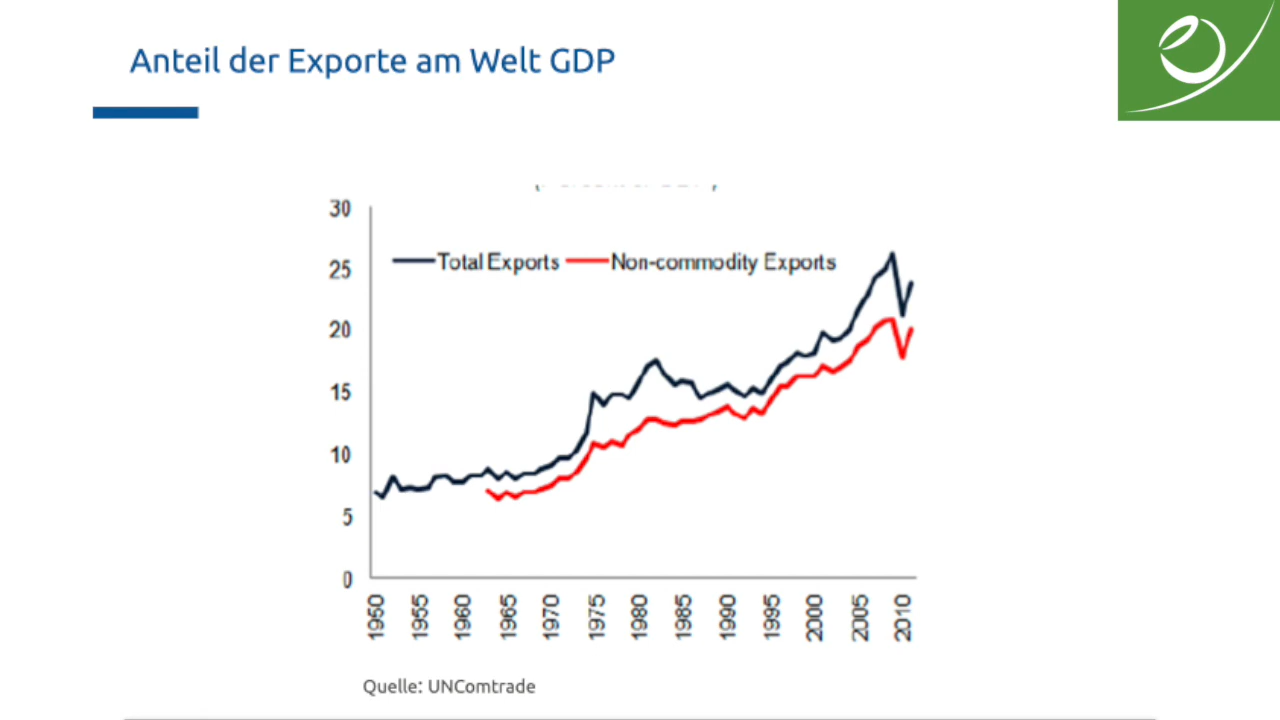 Anteil der Exporte am Welt GDP
30
Total Exports Non-commodity Exports
25
20
15
10
5
0
1950 1955 1960 1965 1970 1975 1980 1985 1990 1995 2000 2005 2010
Quelle: UNComtrade